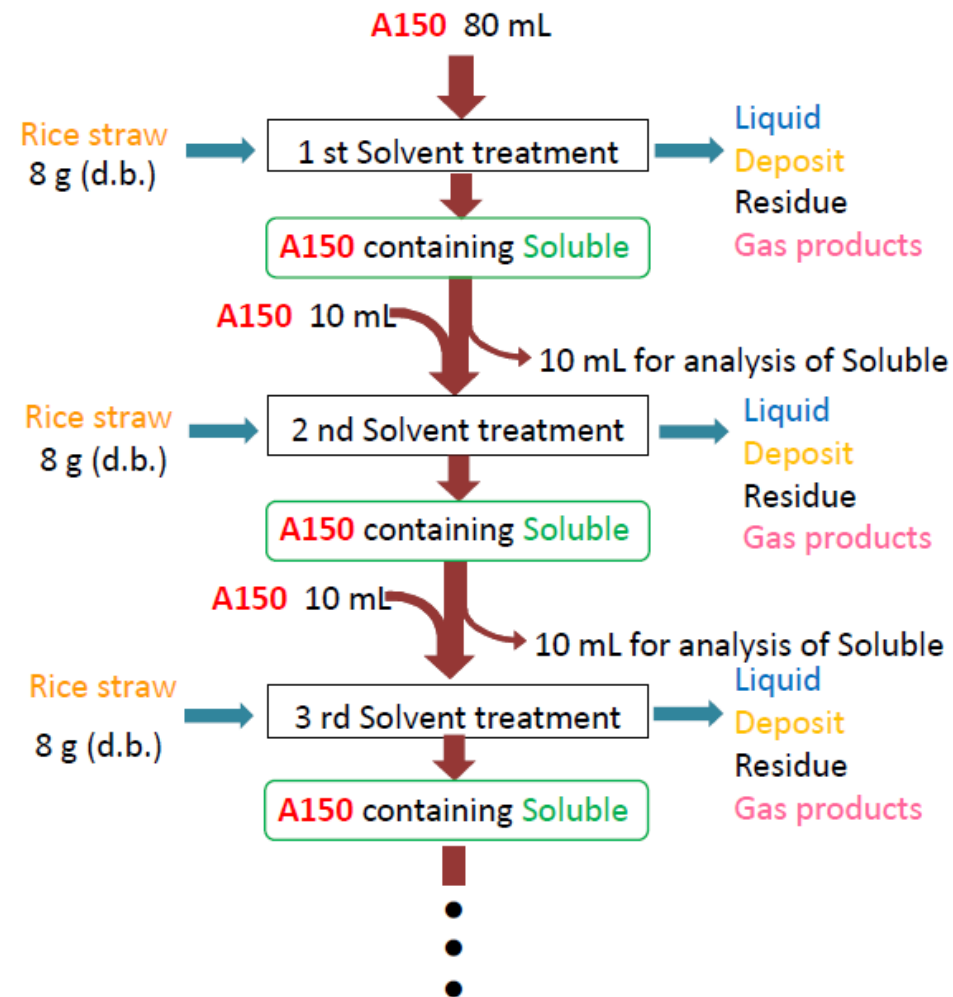 A150 80 mL
Rice straw
8 g (d.b.)
1 st Solvent treatment
Liquid
Deposit
Residue
Gas products
A150 containing Soluble
A150 10 mL
10 mL for analysis of Soluble
Rice straw
8 g (d.b.)
2 nd Solvent treatment
Liquid
Deposit
Residue
Gas products
A150 containing Soluble
A150 10 mL
10 mL for analysis of Soluble
Rice straw
8 g (d.b.)
3 rd Solvent treatment
Liquid
Deposit
Residue
Gas products
A150 containing Soluble